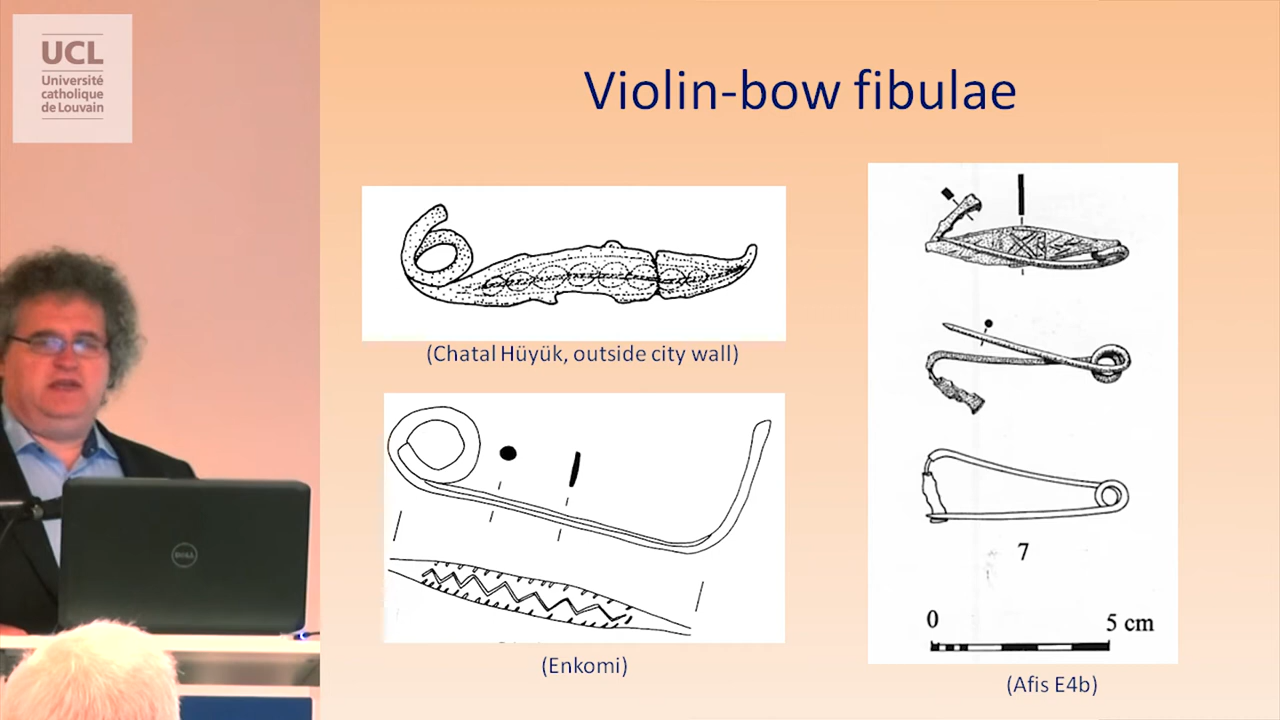 UCL
Université
catholique
de Louvain
Violin-bow fibulae
(Chatal Hüyük, outside city wall)
(Enkomi)
7
0 5 cm
(Afis E4b)
DELL